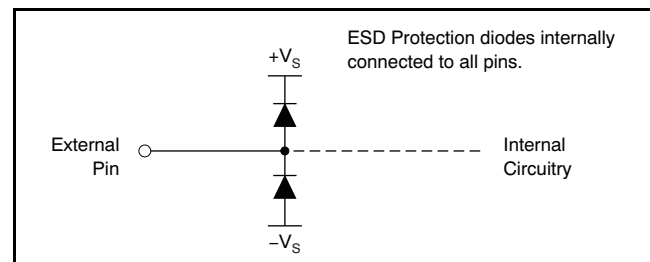 ESD Protection diodes internally
connected to all pins.
+VS
External
Pin
Internal
Circuitry
−VS